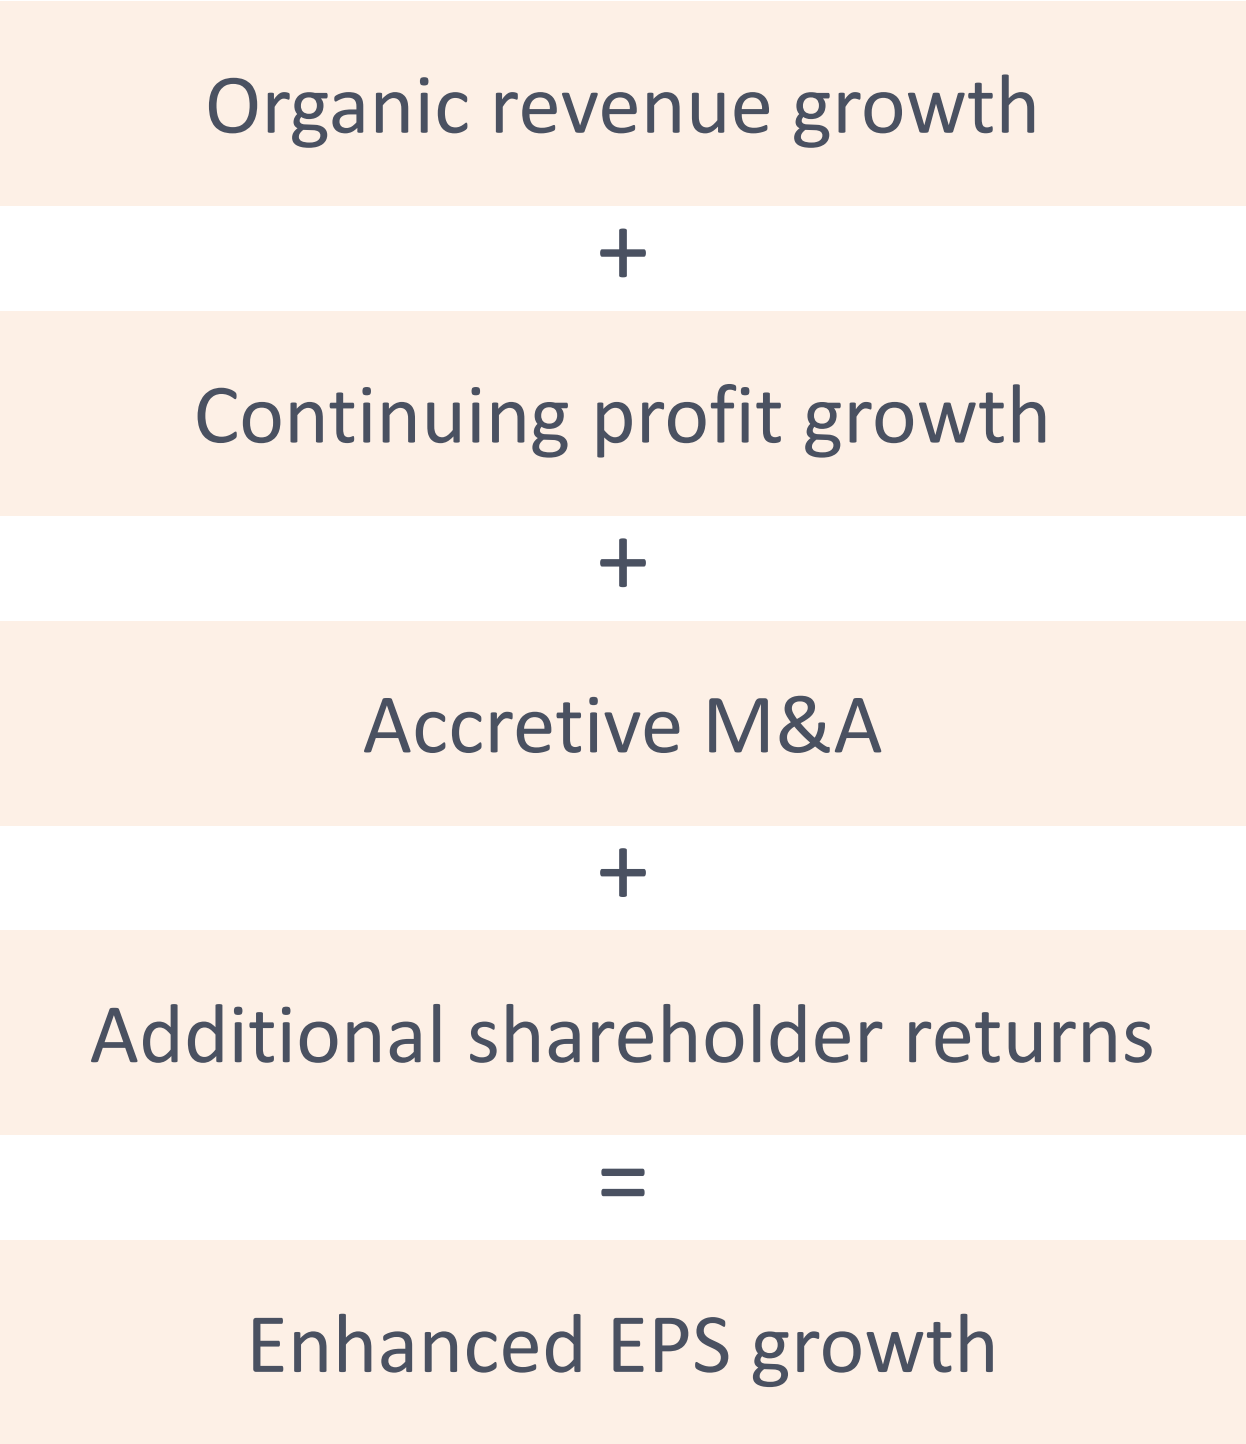 Organic revenue growth
+
Continuing profit growth
+
Accretive M&A
+
Additional shareholder returns
=
Enhanced EPS growth